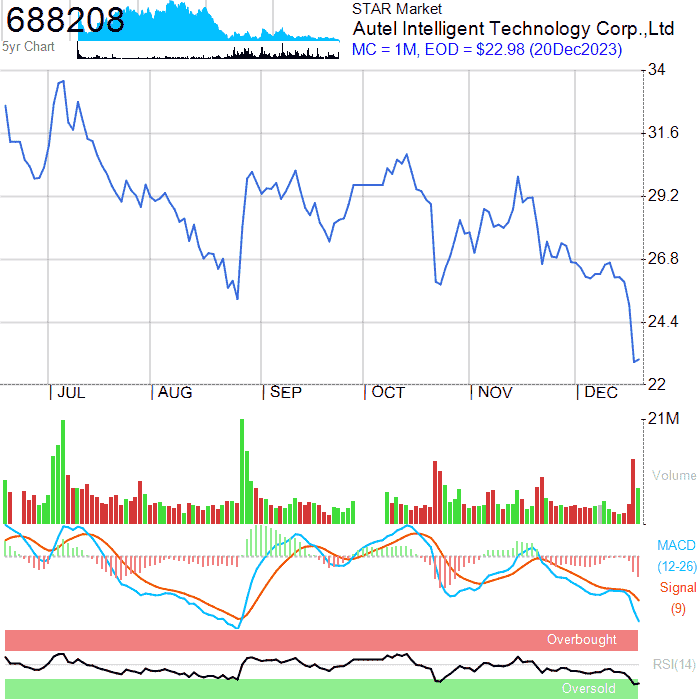 688208
5yr Chart
STAR Market
Autel Intelligent Technology Corp.,Ltd
MC = 1M, EOD = $22.98 (20Dec2023)
34
31.6
29.2
26.8
24.4
22
JUL AUG SEP OCT NOV DEC
21M
Volume
MACD
(12-26)
Signal
(9)
Overbought
RSI(14)
Oversold